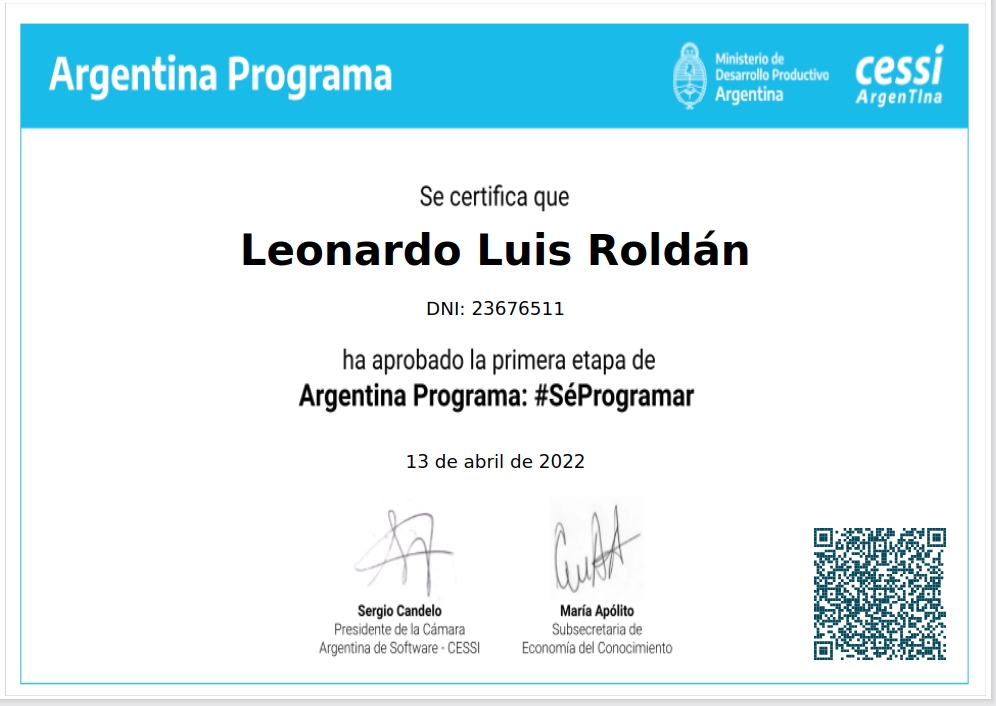 Argentina Programa
Ministerio de
Desarrollo Productivo
Argentina
cessi
ArgenTIna
Se certifica que
Leonardo Luis Roldán
DNI: 23676511
ha aprobado la primera etapa de
Argentina Programa: #SéProgramar
13 de abril de 2022
Sergio Candelo
Presidente de la Cámara
Argentina de Software - CESSI
María Apólito
Subsecretaria de
Economía del Conocimiento